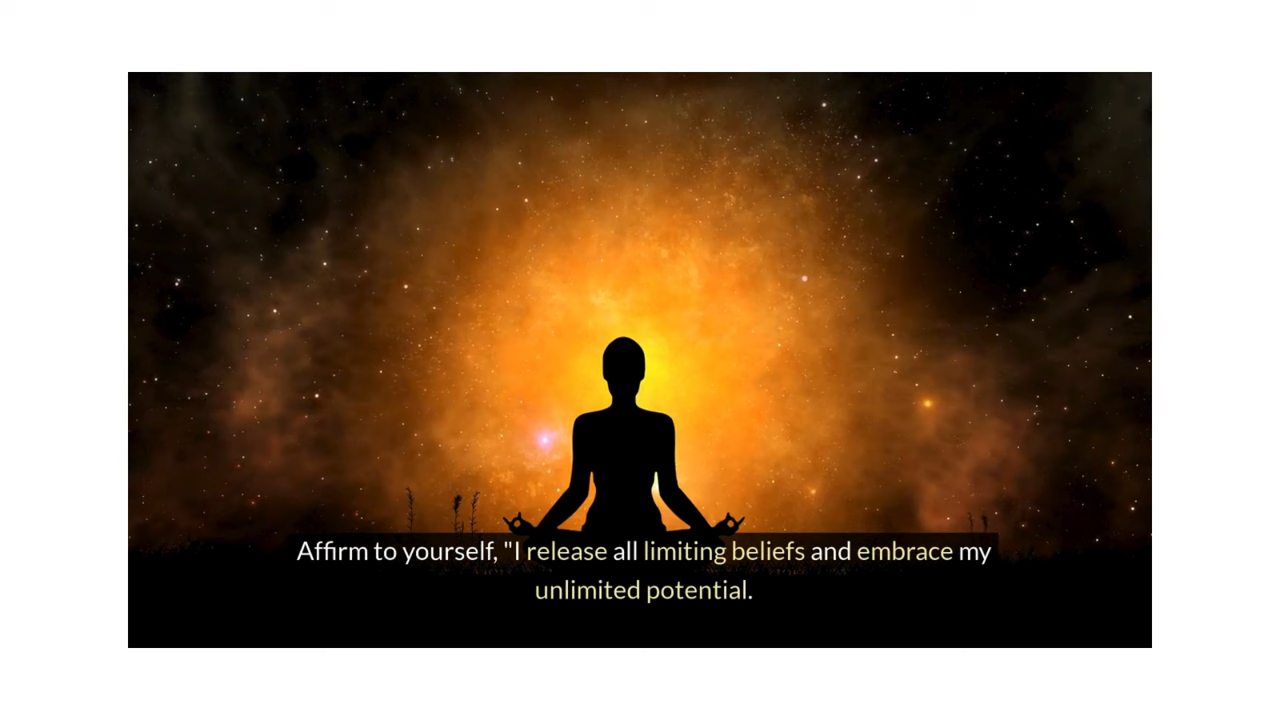 Affirm to yourself, "I release all limiting beliefs and embrace my
unlimited potential.